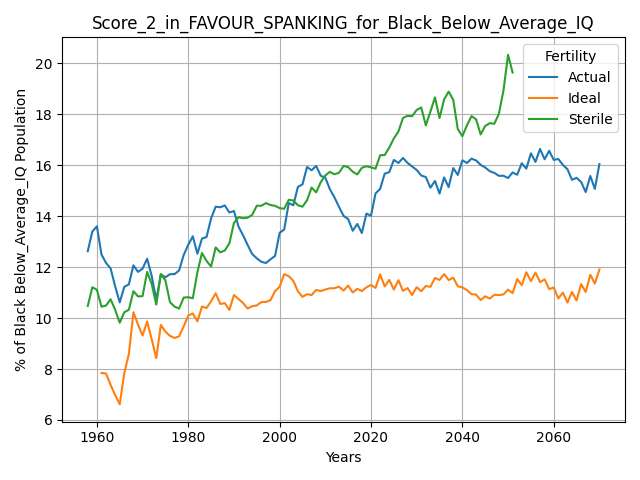 Score_2_in_FAVOUR_SPANKING_for_Black_Below_Average_IQ
% of Black Below_Average_IQ Population
20
18
16
14
12
10
8
6
1960
1980
2000
2020
2040
2060
Years
Fertility
Actual
Ideal
Sterile